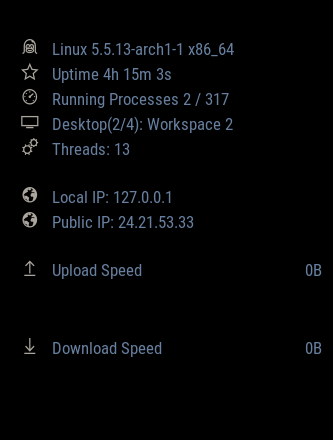 Linux 5.5.13-arch1-1 x86_64
Uptime 4h 15m 3s
Running Processes 2 / 317
Desktop(2/4): Workspace 2
Threads: 13
Local IP: 127.0.0.1
Public IP: 24.21.53.33
Upload Speed 0B
Download Speed 0B